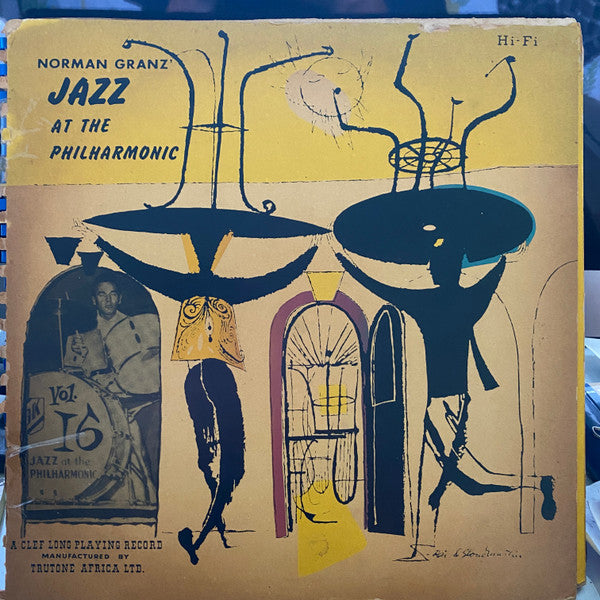 NORMAN GRANZ'
JAZZ
AT THE
PHILHARMONIC
Hi-Fi
VOL.
16
JAZZ at the
PHILHARMONIC
A CLEF LONG PLAYING RECORD
MANUFACTURED BY
TRUTONE AFRICA LTD.